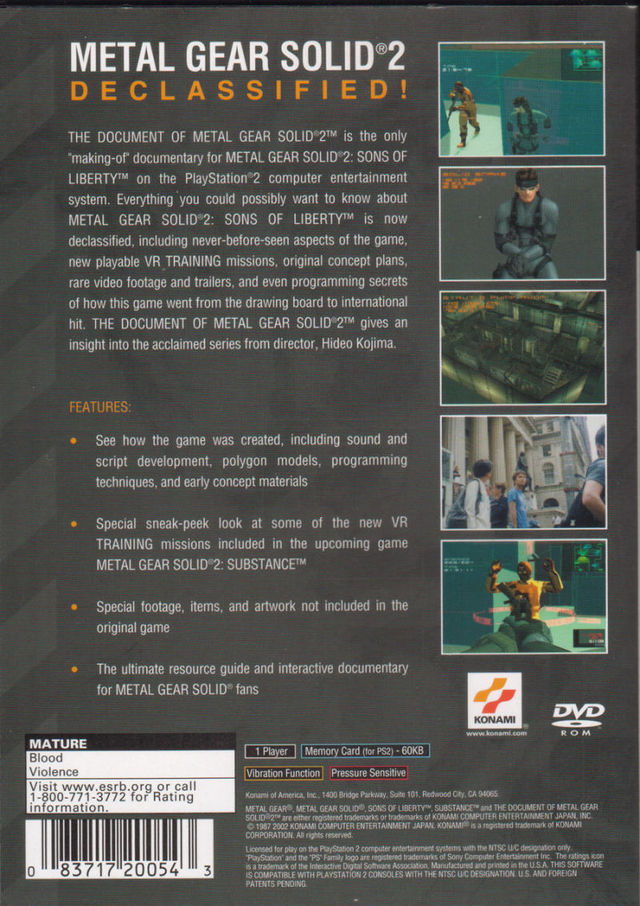 METAL GEAR SOLID®2
DECLASSIFIED!
THE DOCUMENT OF METAL GEAR SOLID®2™ is the only
"making-of" documentary for METAL GEAR SOLID®2: SONS OF
LIBERTY™ on the PlayStation®2 computer entertainment
system. Everything you could possibly want to know about
METAL GEAR SOLID®2: SONS OF LIBERTY™ is now
declassified, including never-before-seen aspects of the game,
new playable VR TRAINING missions, original concept plans,
rare video footage and trailers, and even programming secrets
of how this game went from the drawing board to international
hit. THE DOCUMENT OF METAL GEAR SOLID®2™ gives an
insight into the acclaimed series from director, Hideo Kojima.
FEATURES:
• See how the game was created, including sound and
script development, polygon models, programming
techniques, and early concept materials
• Special sneak-peek look at some of the new VR
TRAINING missions included in the upcoming game
METAL GEAR SOLID®2: SUBSTANCE™
• Special footage, items, and artwork not included in the
original game
• The ultimate resource guide and interactive documentary
for METAL GEAR SOLID® fans
SOLID SNAKE
KONAMI®
www.konami.com
DVD
ROM
MATURE
Blood
Violence
Visit www.esrb.org or call
1-800-771-3772 for Rating
information.
1 Player
Memory Card (for PS2) - 60KB
Vibration Function
Pressure Sensitive
Konami of America, Inc., 1400 Bridge Parkway, Suite 101, Redwood City, CA 94065.
METAL GEAR®, METAL GEAR SOLID®, SONS OF LIBERTY™, SUBSTANCE™ and THE DOCUMENT OF METAL GEAR
SOLID®2™ are either registered trademarks or trademarks of KONAMI COMPUTER ENTERTAINMENT JAPAN, INC.
© 1987 2002 KONAMI COMPUTER ENTERTAINMENT JAPAN. KONAMI® is a registered trademark of KONAMI
CORPORATION. All rights reserved.
Licensed for play on the PlayStation 2 computer entertainment systems with the NTSC U/C designation only.
"PlayStation" and the "PS" Family logo are registered trademarks of Sony Computer Entertainment Inc. The ratings icon
is a trademark of the Interactive Digital Software Association. Manufactured and printed in the U.S.A. THIS SOFTWARE
IS COMPATIBLE WITH PLAYSTATION 2 CONSOLES WITH THE NTSC U/C DESIGNATION. U.S. AND FOREIGN
PATENTS PENDING.
0 83717 20054 3